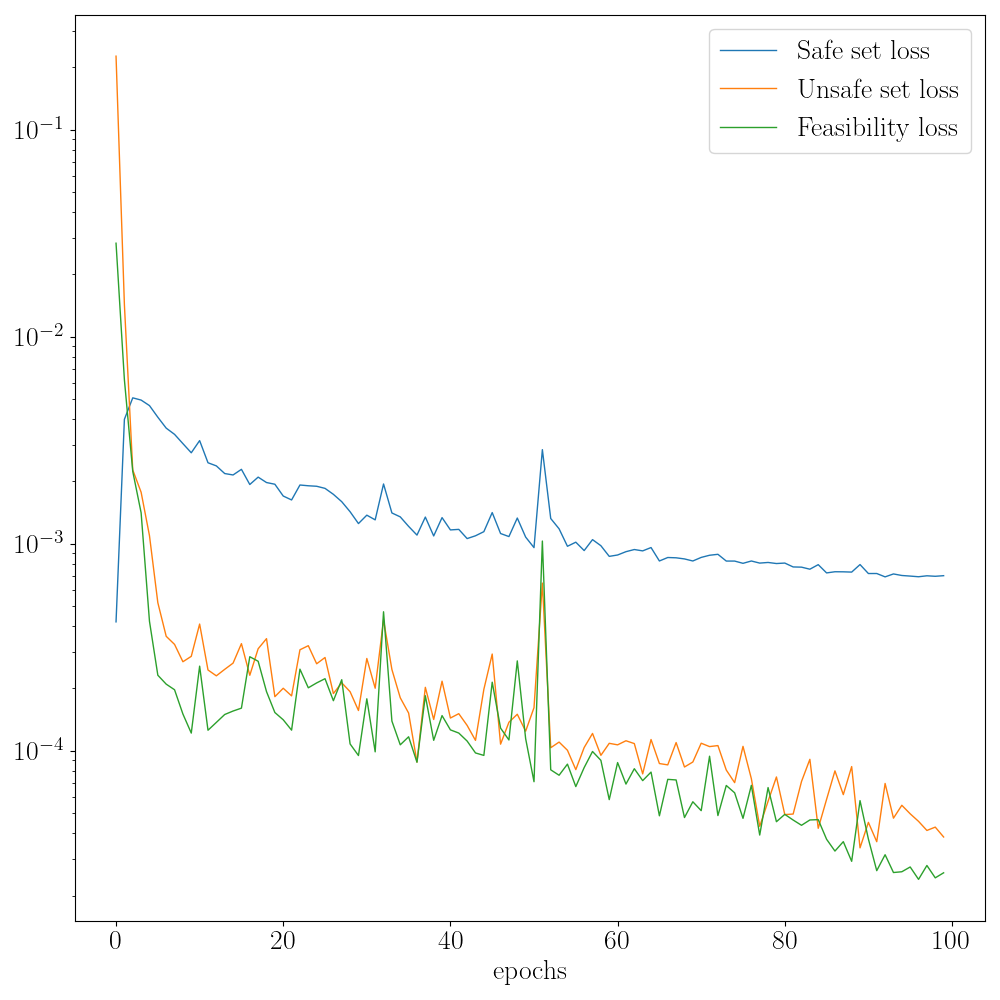 Safe set loss
Unsafe set loss
Feasibility loss
10⁻¹
10⁻²
10⁻³
10⁻⁴
0 20 40 60 80 100
epochs